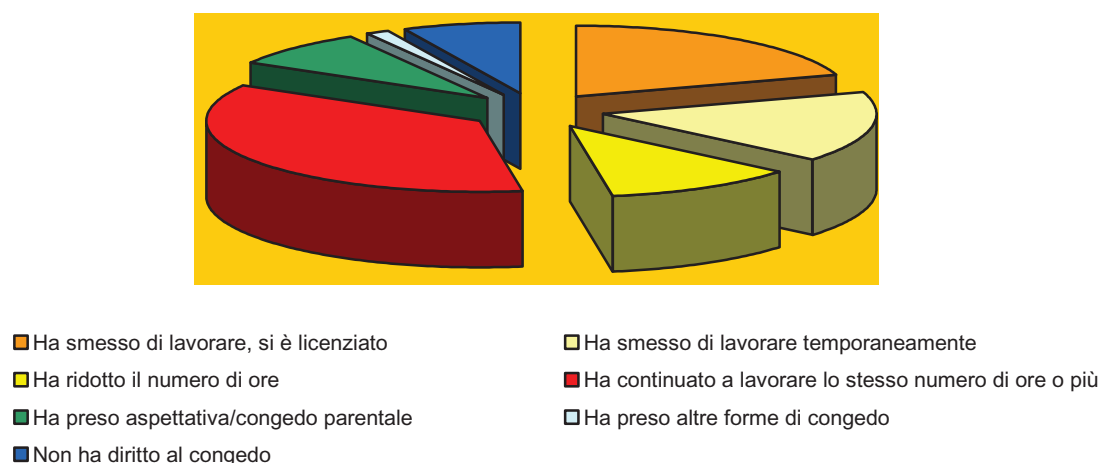 Ha smesso di lavorare, si è licenziato
Ha smesso di lavorare temporaneamente
Ha ridotto il numero di ore
Ha continuato a lavorare lo stesso numero di ore o più
Ha preso aspettativa/congedo parentale
Ha preso altre forme di congedo
Non ha diritto al congedo